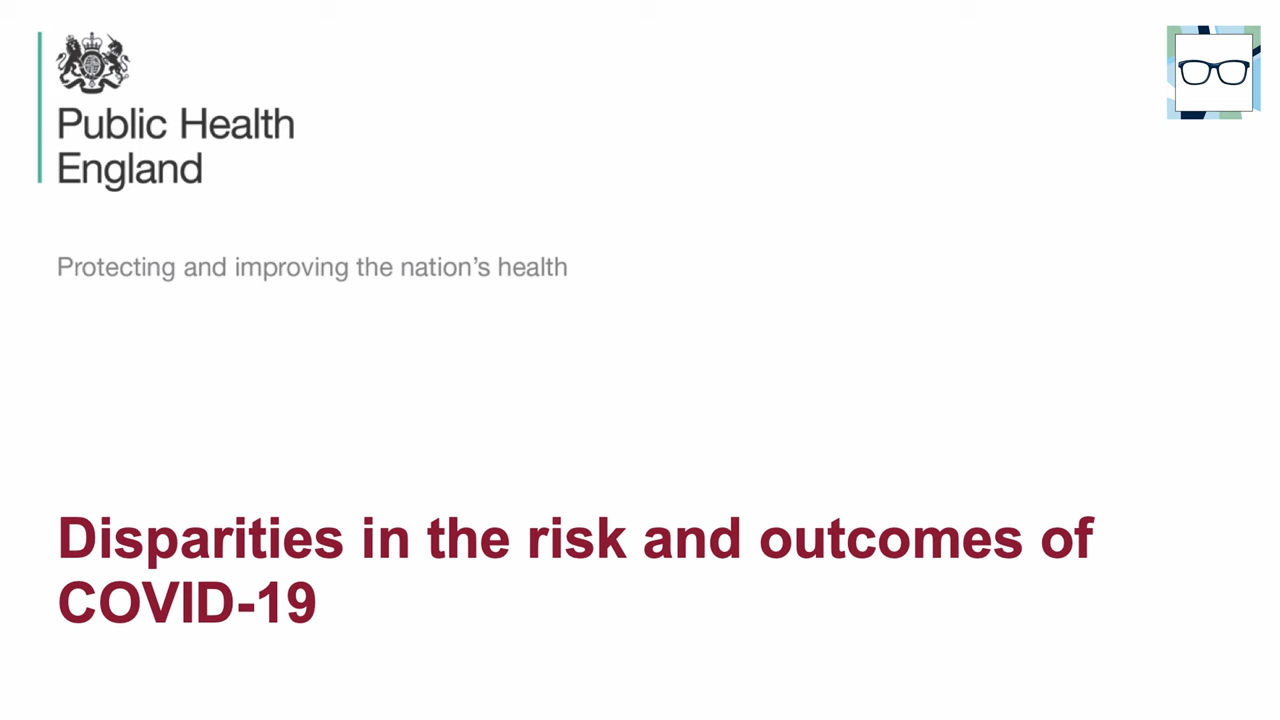 Public Health
England
Protecting and improving the nation's health
Disparities in the risk and outcomes of
COVID-19